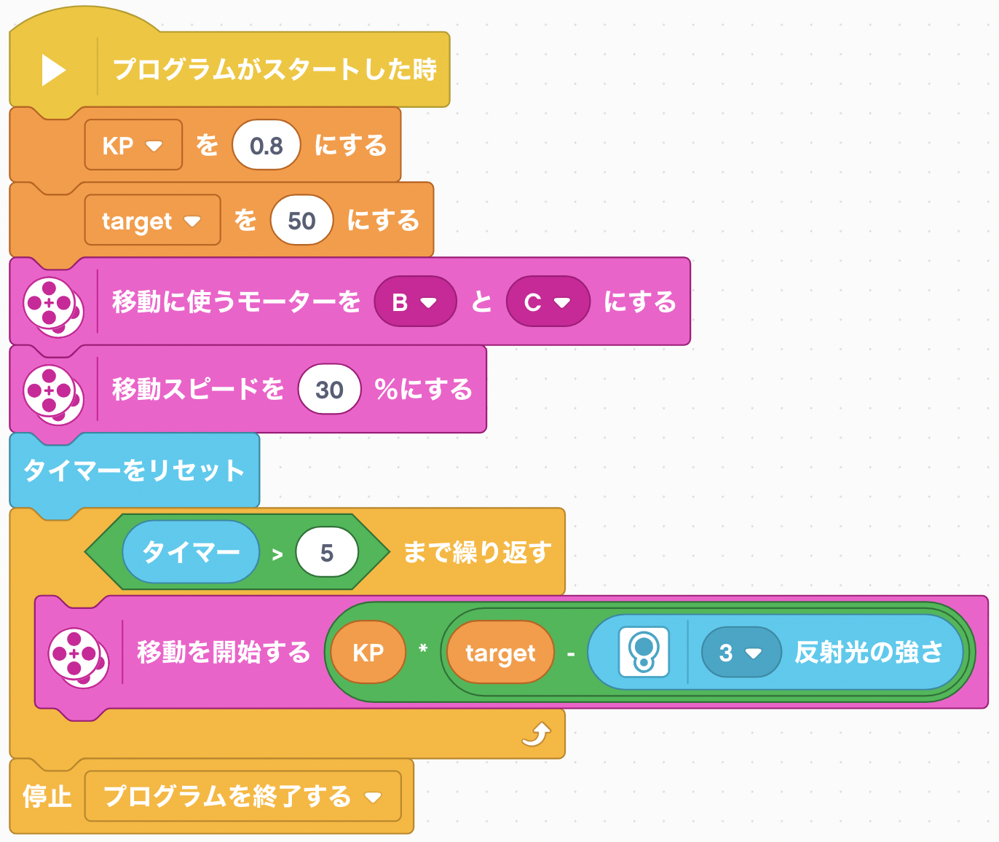 プログラムがスタートした時
KP を 0.8 にする
target を 50 にする
移動に使うモーターを B と C にする
移動スピードを 30 %にする
タイマーをリセット
タイマー > 5 まで繰り返す
移動を開始する KP * target - 3 反射光の強さ
停止 プログラムを終了する